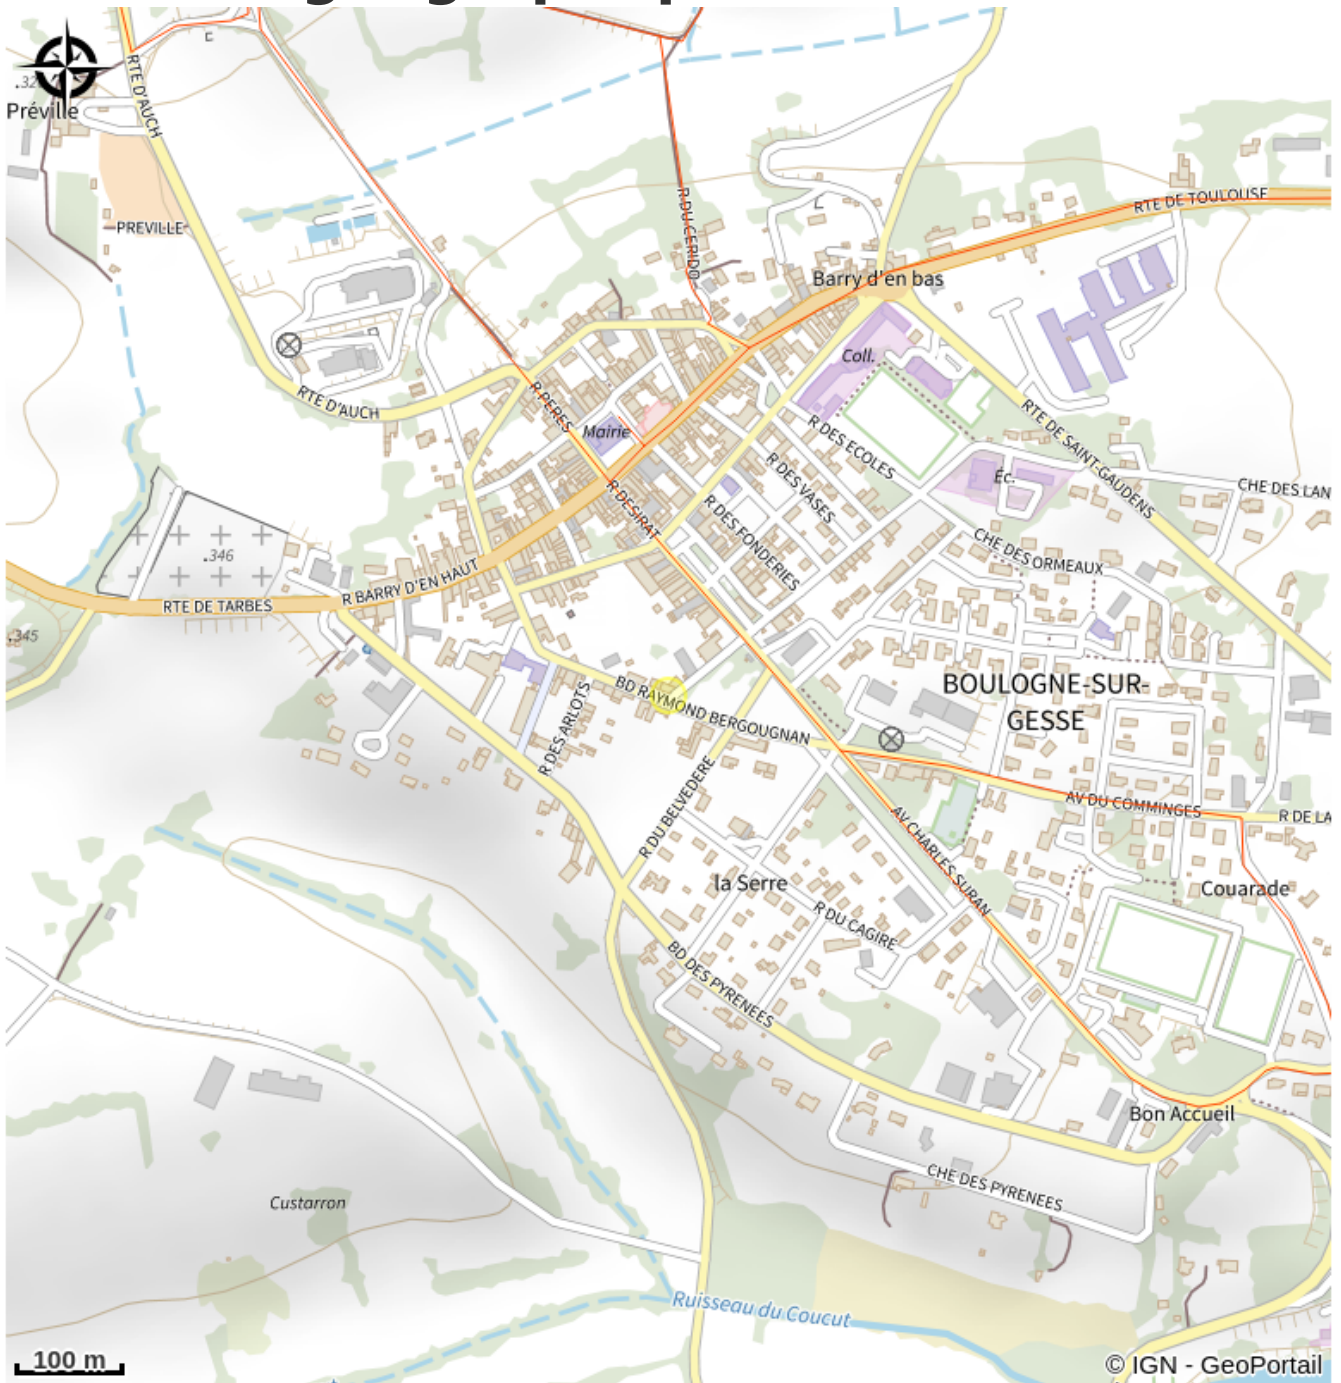 E
RTE D'AUCH
Préville
PREVILLE
R DU CERIDO
RTE DE TOULOUSE
Barry d'en bas
Coll.
RTE D'AUCH
R PERES
Mairie
R DES ECOLES
RTE DE SAINT-GAUDENS
R DES VASES
Éc.
CHE DES LAN
R DESIRAT
R DES FONDERIES
CHE DES ORMEAUX
.346
R BARRY D'EN HAUT
RTE DE TARBES
.345
BD RAYMOND BERGOUGNAN
R DES ARLOTS
BOULOGNE-SUR-
GESSE
R DU BELVEDERE
AV DU COMMINGES
R DE LA
AV CHARLES SURAN
la Serre
Couarade
R DU CAGIRE
BD DES PYRENEES
Bon Accueil
CHE DES PYRENEES
Custarron
Ruisseau du Coucut
100 m
© IGN - GeoPortail